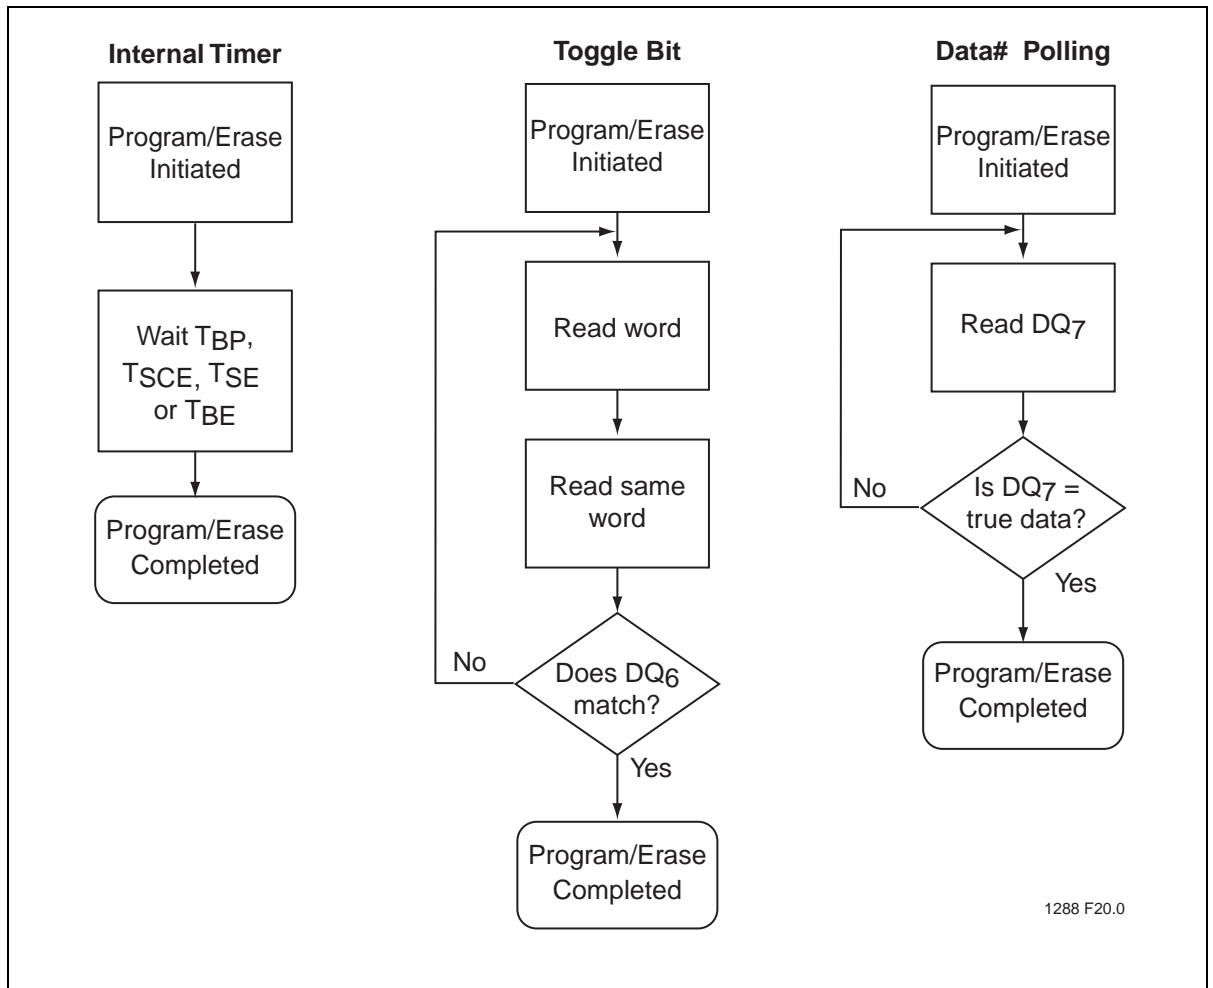 Internal Timer
Program/Erase
Initiated
Wait TBP,
TSCE, TSE
or TBE
Program/Erase
Completed
Toggle Bit
Program/Erase
Initiated
Read word
Read same
word
Does DQ6
match?
No
Yes
Program/Erase
Completed
Data# Polling
Program/Erase
Initiated
Read DQ7
Is DQ7 =
true data?
No
Yes
Program/Erase
Completed
1288 F20.0